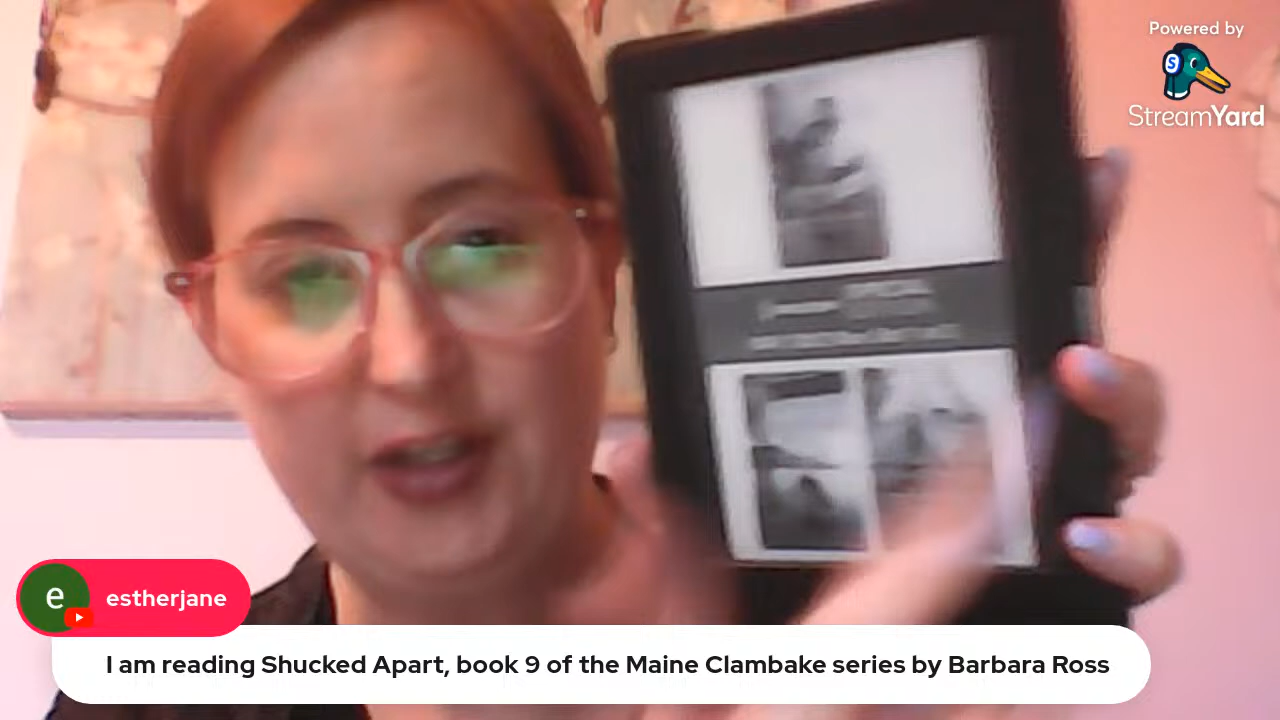 Powered by
S
StreamYard
e
estherjane
I am reading Shucked Apart, book 9 of the Maine Clambake series by Barbara Ross